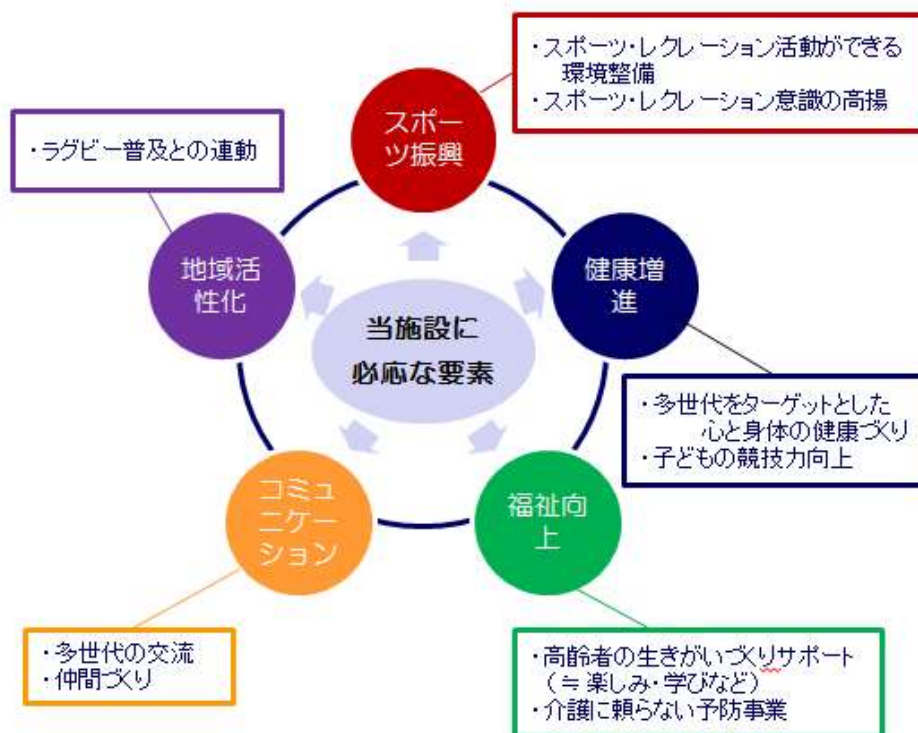 ・スポーツ・レクレーション活動ができる
環境整備
・スポーツ・レクレーション意識の高揚
スポー
ツ振興
・ラグビー普及との連動
地域活
性化
健康増
進
当施設に
必応な要素
・多世代をターゲットとした
心と身体の健康づくり
・子どもの競技力向上
コミュ
ニケー
ション
福祉向
上
・多世代の交流
・仲間づくり
・高齢者の生きがいづくりサポート
(≒ 楽しみ・学びなど)
・介護に頼らない予防事業